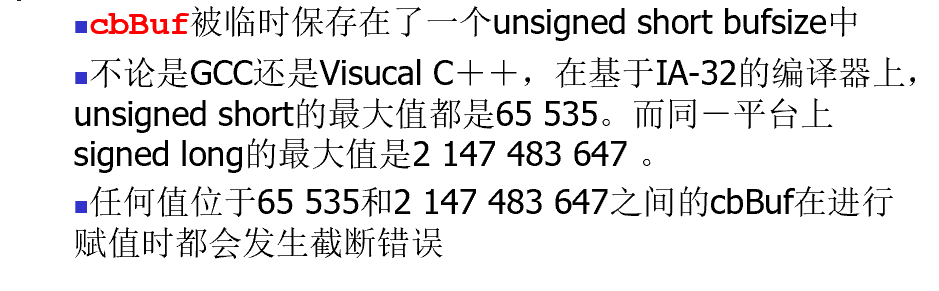 ■cbBuf被临时保存在了一个unsigned short bufsize中
■不论是GCC还是Visucal C++，在基于IA-32的编译器上，
unsigned short的最大值都是65 535。而同一平台上
signed long的最大值是2 147 483 647 。
■任何值位于65 535和2 147 483 647之间的cbBuf在进行
赋值时都会发生截断错误